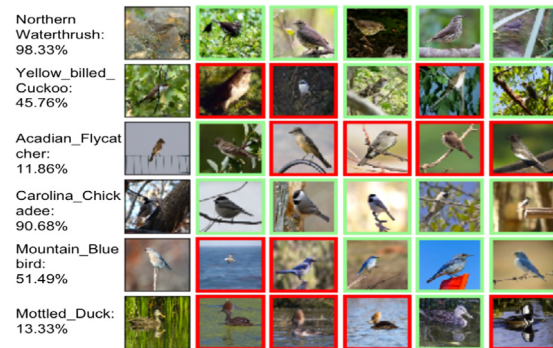 Northern
Waterthrush:
98.33%
Yellow_billed_
Cuckoo:
45.76%
Acadian_Flycat
cher:
11.86%
Carolina_Chick
adee:
90.68%
Mountain_Blue
bird:
51.49%
Mottled_Duck:
13.33%